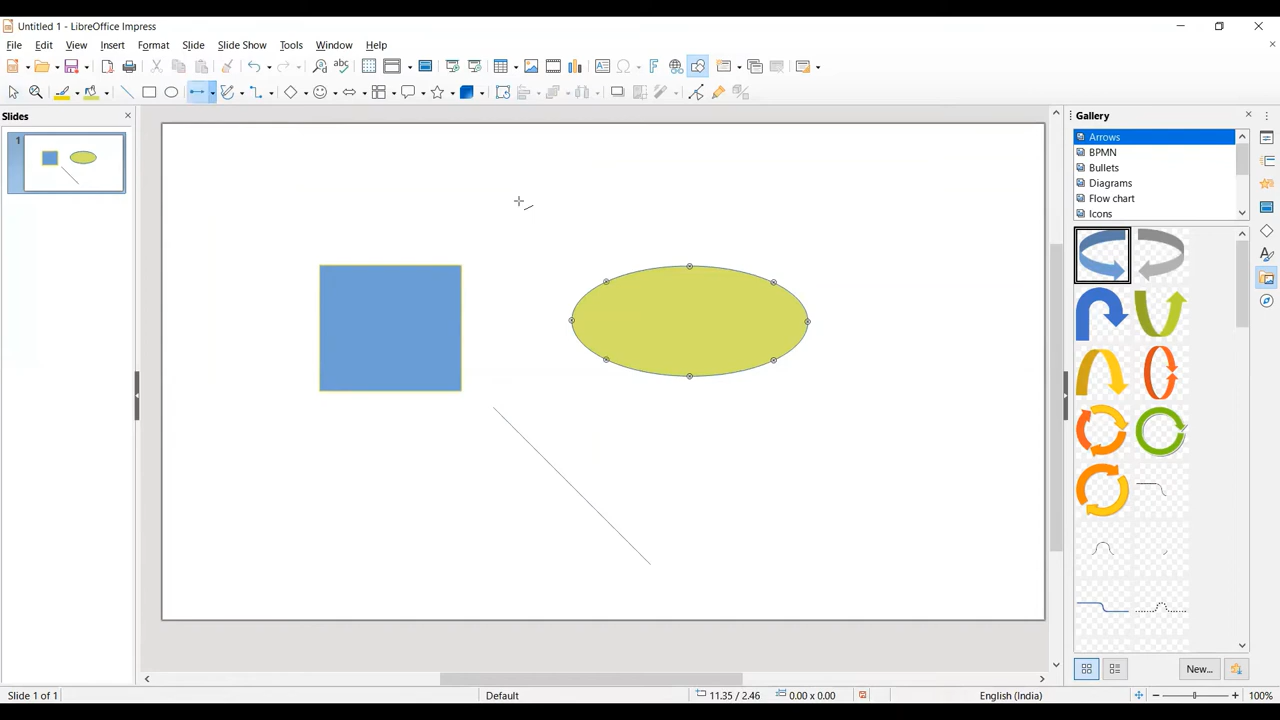 Untitled 1 - LibreOffice Impress
File Edit View Insert Format Slide Slide Show Tools Window Help
abc
Slides
1
Gallery
Arrows
BPMN
Bullets
Diagrams
Flow chart
Icons
New...
Slide 1 of 1
Default
11.35 / 2.46
0.00 x 0.00
English (India)
100%